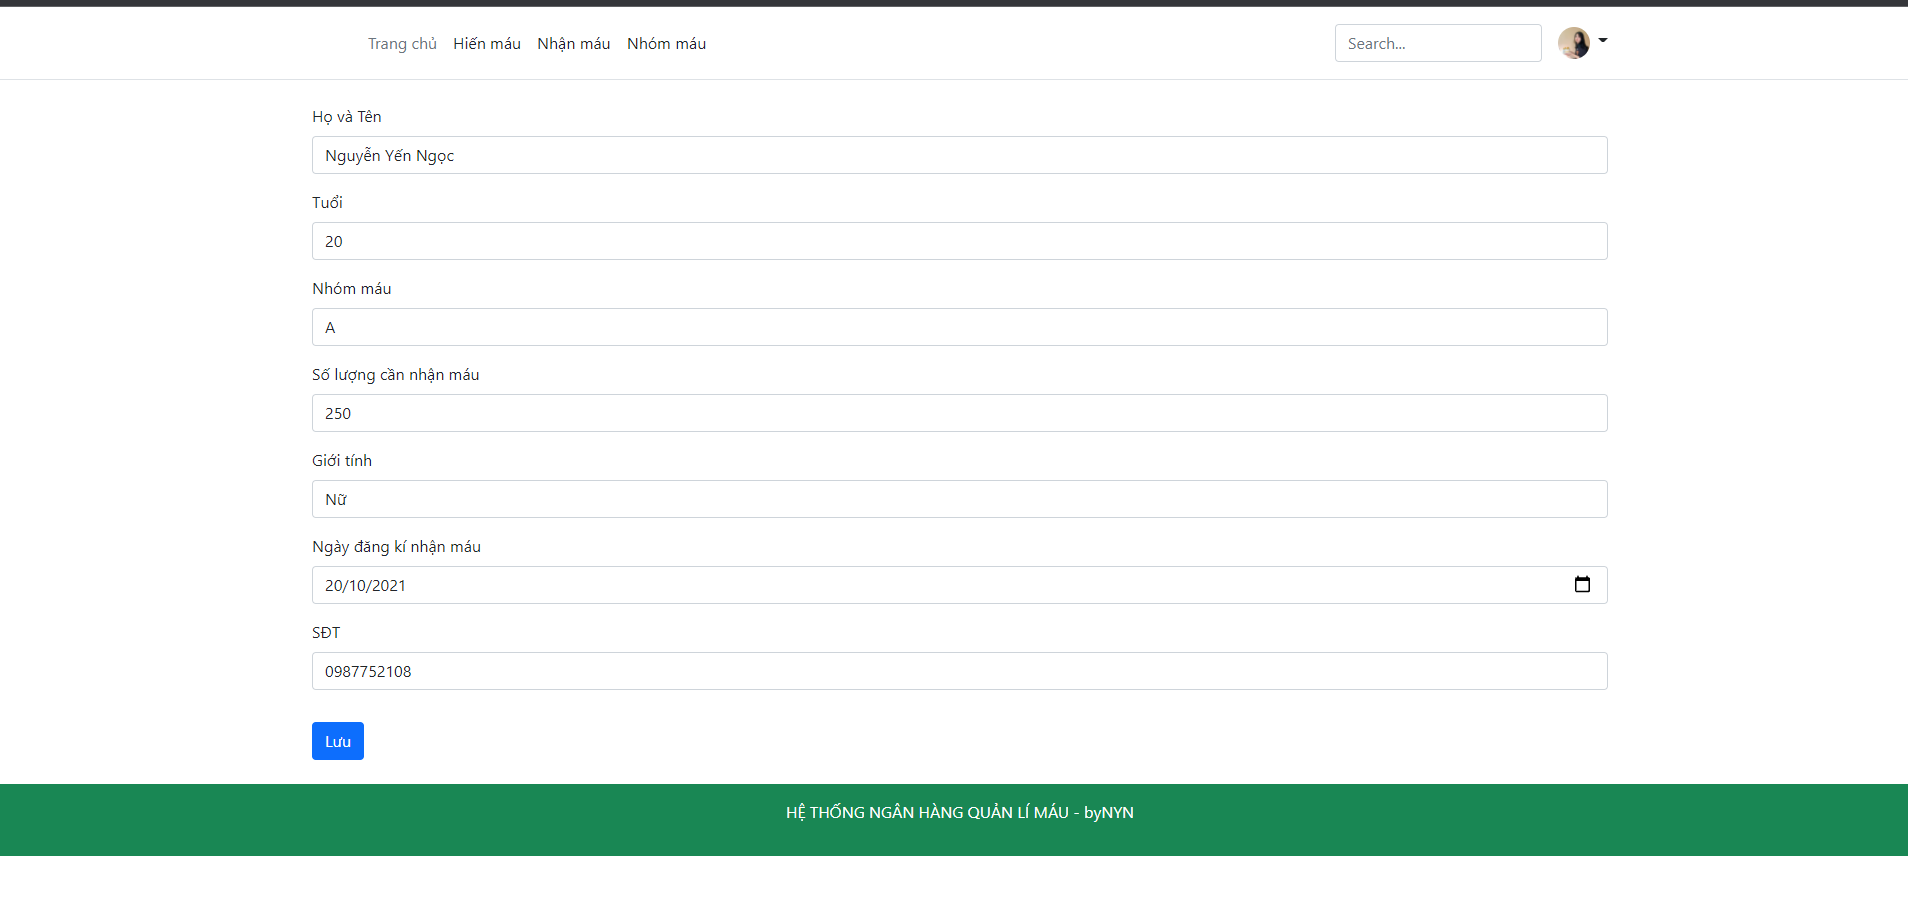 Trang chủ Hiến máu Nhận máu Nhóm máu Search...
Họ và Tên
Nguyễn Yến Ngọc
Tuổi
20
Nhóm máu
A
Số lượng cần nhận máu
250
Giới tính
Nữ
Ngày đăng kí nhận máu
20/10/2021
SĐT
0987752108
Lưu
HỆ THỐNG NGÂN HÀNG QUẢN LÍ MÁU - byNYN